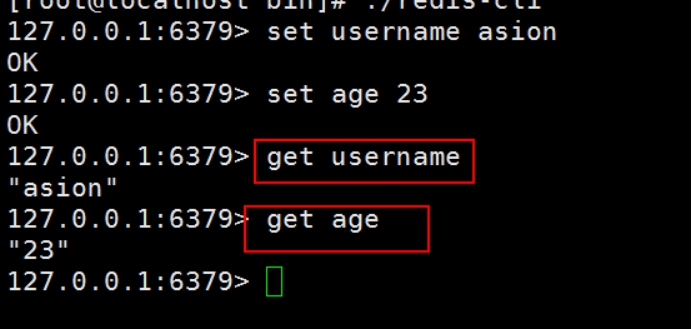 [root@localhost bin]# ./redis-cli
127.0.0.1:6379> set username asion
OK
127.0.0.1:6379> set age 23
OK
127.0.0.1:6379> get username
"asion"
127.0.0.1:6379> get age
"23"
127.0.0.1:6379>